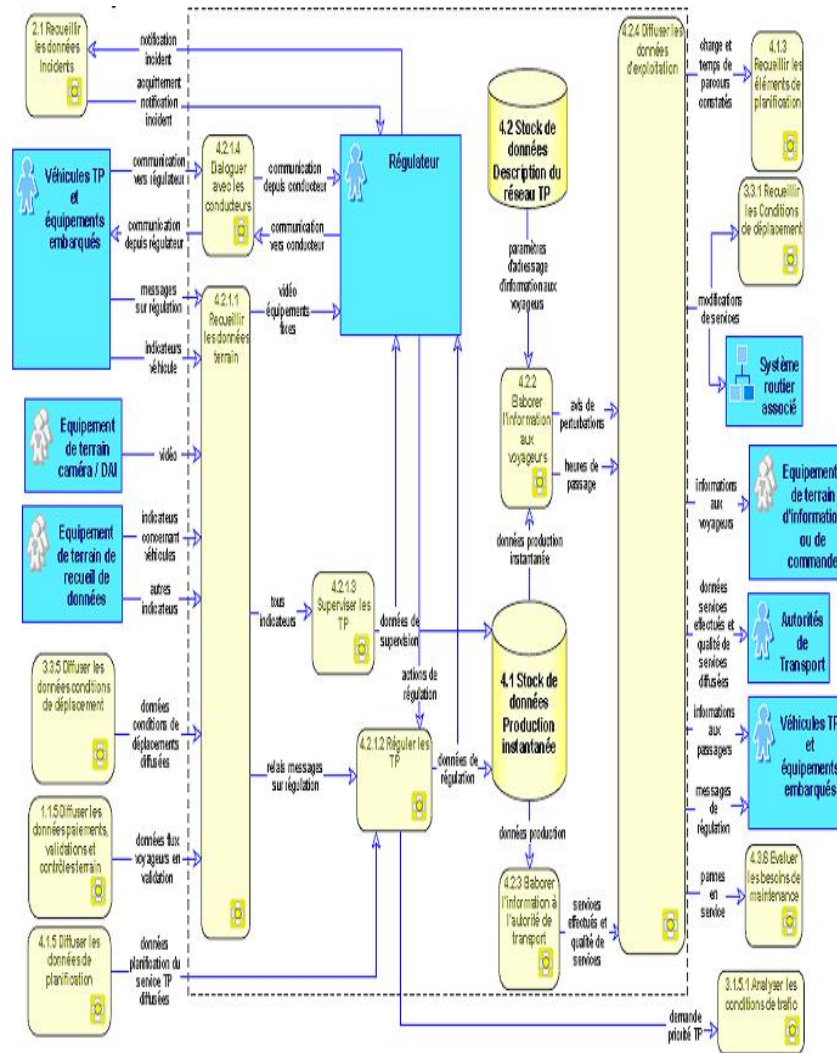 2.1 Recueillir
les données
Incidents
notification
incident
acquittement
notification
incident
Véhicules TP
et
équipements
embarqués
communication
vers régulateur
communication
depuis régulateur
messages
sur régulation
indicateurs
véhicule
4.2.1.4
Dialoguer
avec les
conducteurs
communication
depuis conducteur
communication
vers conducteur
Régulateur
4.2.1.1
Recueillir
les données
terrain
vidéo
équipements
fixes
Equipement
de terrain
caméra / DAI
vidéo
Equipement
de terrain de
recueil de
données
indicateurs
concernant
véhicules
autres
indicateurs
tous
indicateurs
4.2.1.3
Superviser les
TP
données de
supervision
3.3.5 Diffuser les
données conditions
de déplacement
données
conditions de
déplacements
diffusées
relais messages
sur régulation
actions de
régulation
4.2.1.2 Réguler les
TP
données de
régulation
1.1.5 Diffuser les
données paiements,
validations et
contrôles terrain
données flux
voyageurs en
validation
4.1.5 Diffuser les
données de
planification
données
planification du
service TP
diffusées
4.2 Stock de
données
Description du
réseau TP
paramètres
d'adressage
d'information aux
voyageurs
4.2.2
Elaborer
l'information
aux
voyageurs
avis de
perturbations
heures de
passage
données production
instantanée
4.1 Stock de
données
Production
instantanée
données production
4.2.3 Elaborer
l'information à
l'autorité de
transport
services
effectués et
qualité de
services
4.2.4 Diffuser les
données
d'exploitation
charge et
temps de
parcours
constatés
4.1.3
Recueillir les
éléments de
planification
3.3.1 Recueillir
les Conditions
de déplacement
modifications
de services
Système
routier
associé
informations
aux
voyageurs
Equipement
de terrain
d'information
ou de
commande
données
services
effectués et
qualité de
services
diffusées
Autorités
de
Transport
informations
aux
passagers
messages
de
régulation
Véhicules TP
et
équipements
embarqués
pannes
en
service
4.3.6 Evaluer
les besoins de
maintenance
demande
priorité TP
3.1.5.1 Analyser les
conditions de trafic